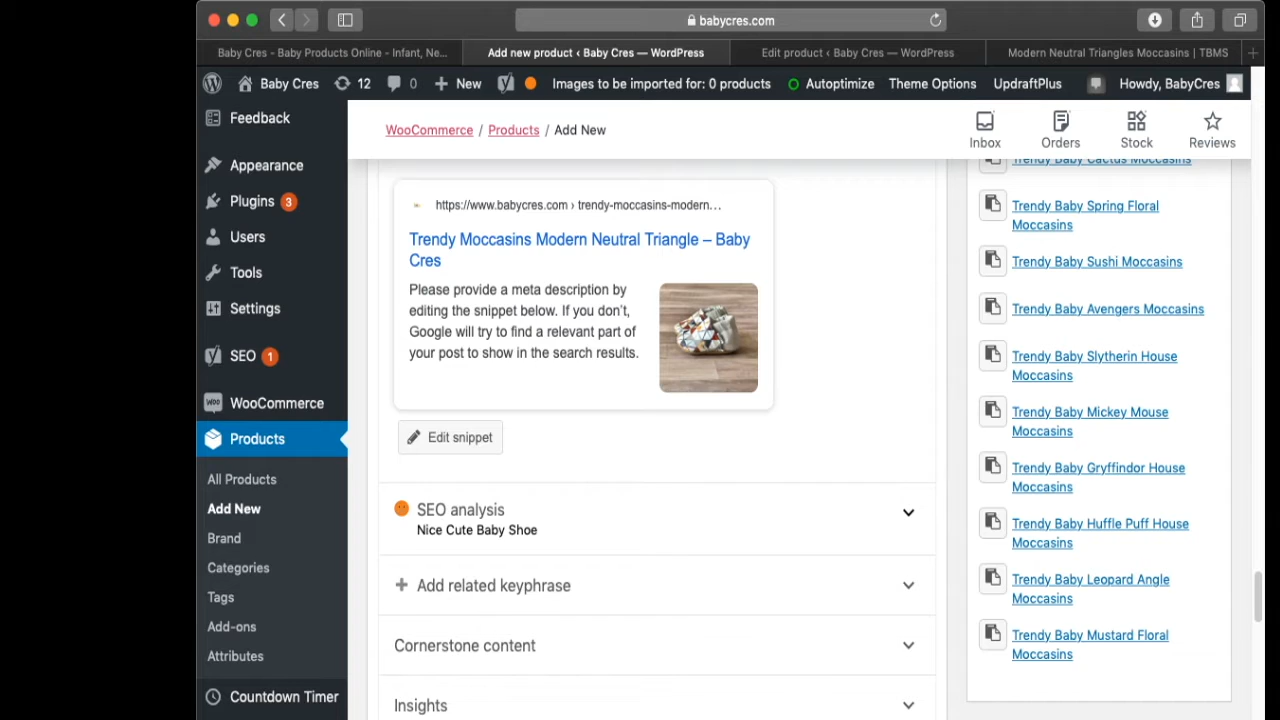 babycres.com
Baby Cres - Baby Products Online - Infant, Ne...
Add new product ‹ Baby Cres — WordPress
Edit product ‹ Baby Cres — WordPress
Modern Neutral Triangles Moccasins | TBMS
Baby Cres
12
0
New
Images to be imported for: 0 products
Autoptimize
Theme Options
UpdraftPlus
Howdy, BabyCres
Feedback
Appearance
Plugins 3
Users
Tools
Settings
SEO 1
WooCommerce
Products
All Products
Add New
Brand
Categories
Tags
Add-ons
Attributes
Countdown Timer
WooCommerce / Products / Add New
Inbox
Orders
Stock
Reviews
https://www.babycres.com › trendy-moccasins-modern...
Trendy Moccasins Modern Neutral Triangle – Baby
Cres
Please provide a meta description by
editing the snippet below. If you don't,
Google will try to find a relevant part of
your post to show in the search results.
Edit snippet
SEO analysis
Nice Cute Baby Shoe
Add related keyphrase
Cornerstone content
Insights
Trendy Baby Cactus Moccasins
Trendy Baby Spring Floral
Moccasins
Trendy Baby Sushi Moccasins
Trendy Baby Avengers Moccasins
Trendy Baby Slytherin House
Moccasins
Trendy Baby Mickey Mouse
Moccasins
Trendy Baby Gryffindor House
Moccasins
Trendy Baby Huffle Puff House
Moccasins
Trendy Baby Leopard Angle
Moccasins
Trendy Baby Mustard Floral
Moccasins